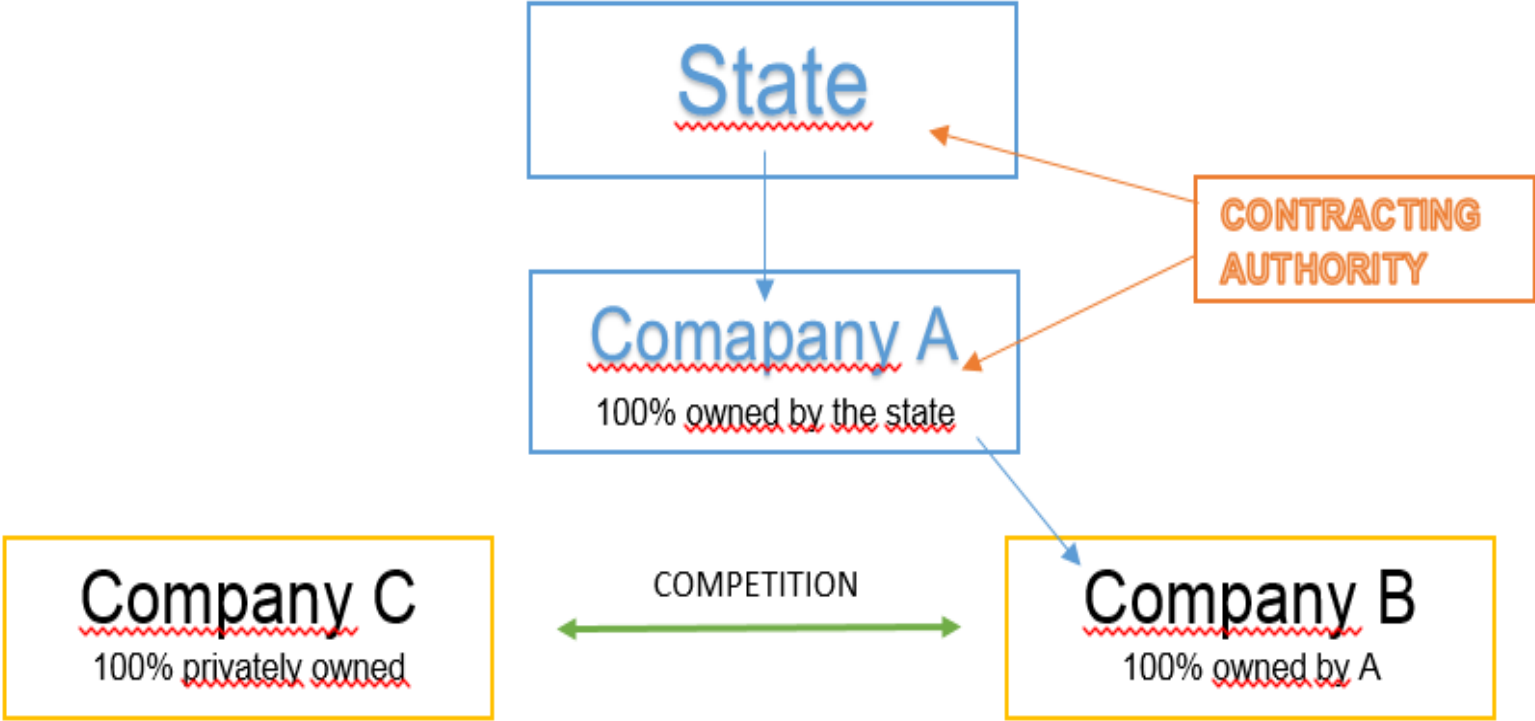 State
CONTRACTING
AUTHORITY
Comapany A
100% owned by the state
Company C
100% privately owned
COMPETITION
Company B
100% owned by A